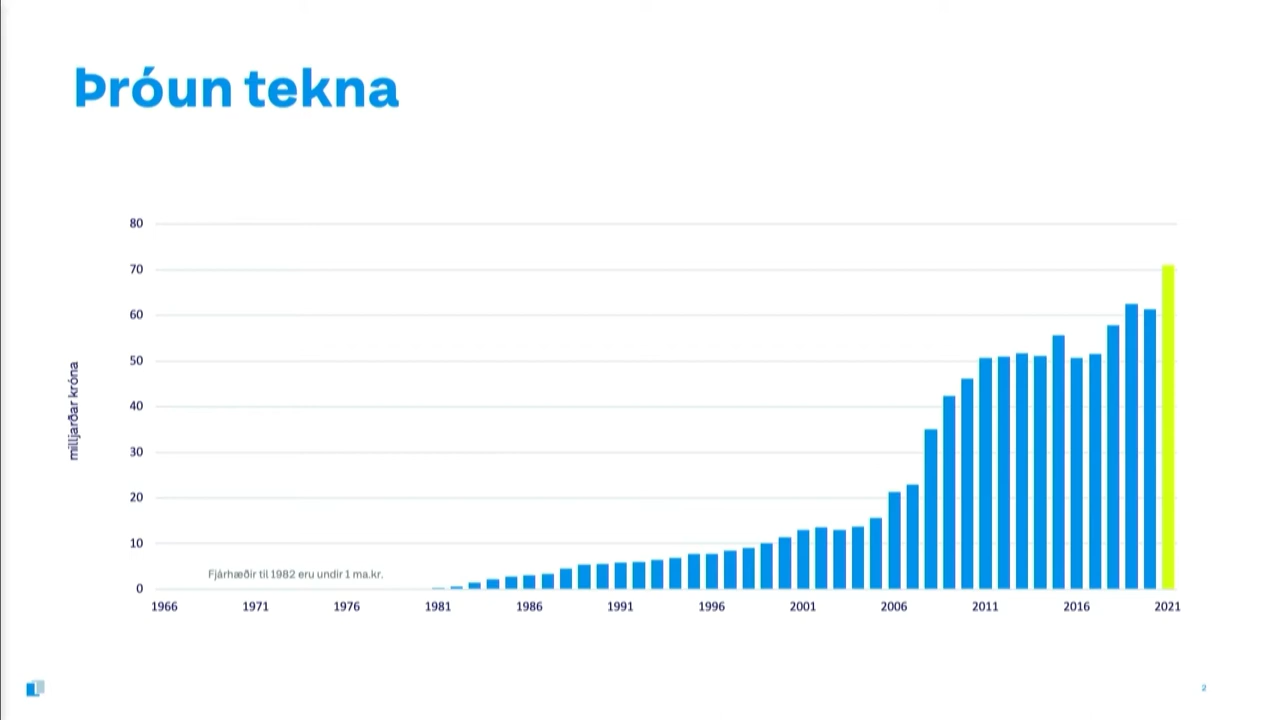 Þróun tekna
milljarðar króna
80
70
60
50
40
30
20
10
0
Fjárhæðir til 1982 eru undir 1 ma.kr.
1966 1971 1976 1981 1986 1991 1996 2001 2006 2011 2016 2021
2